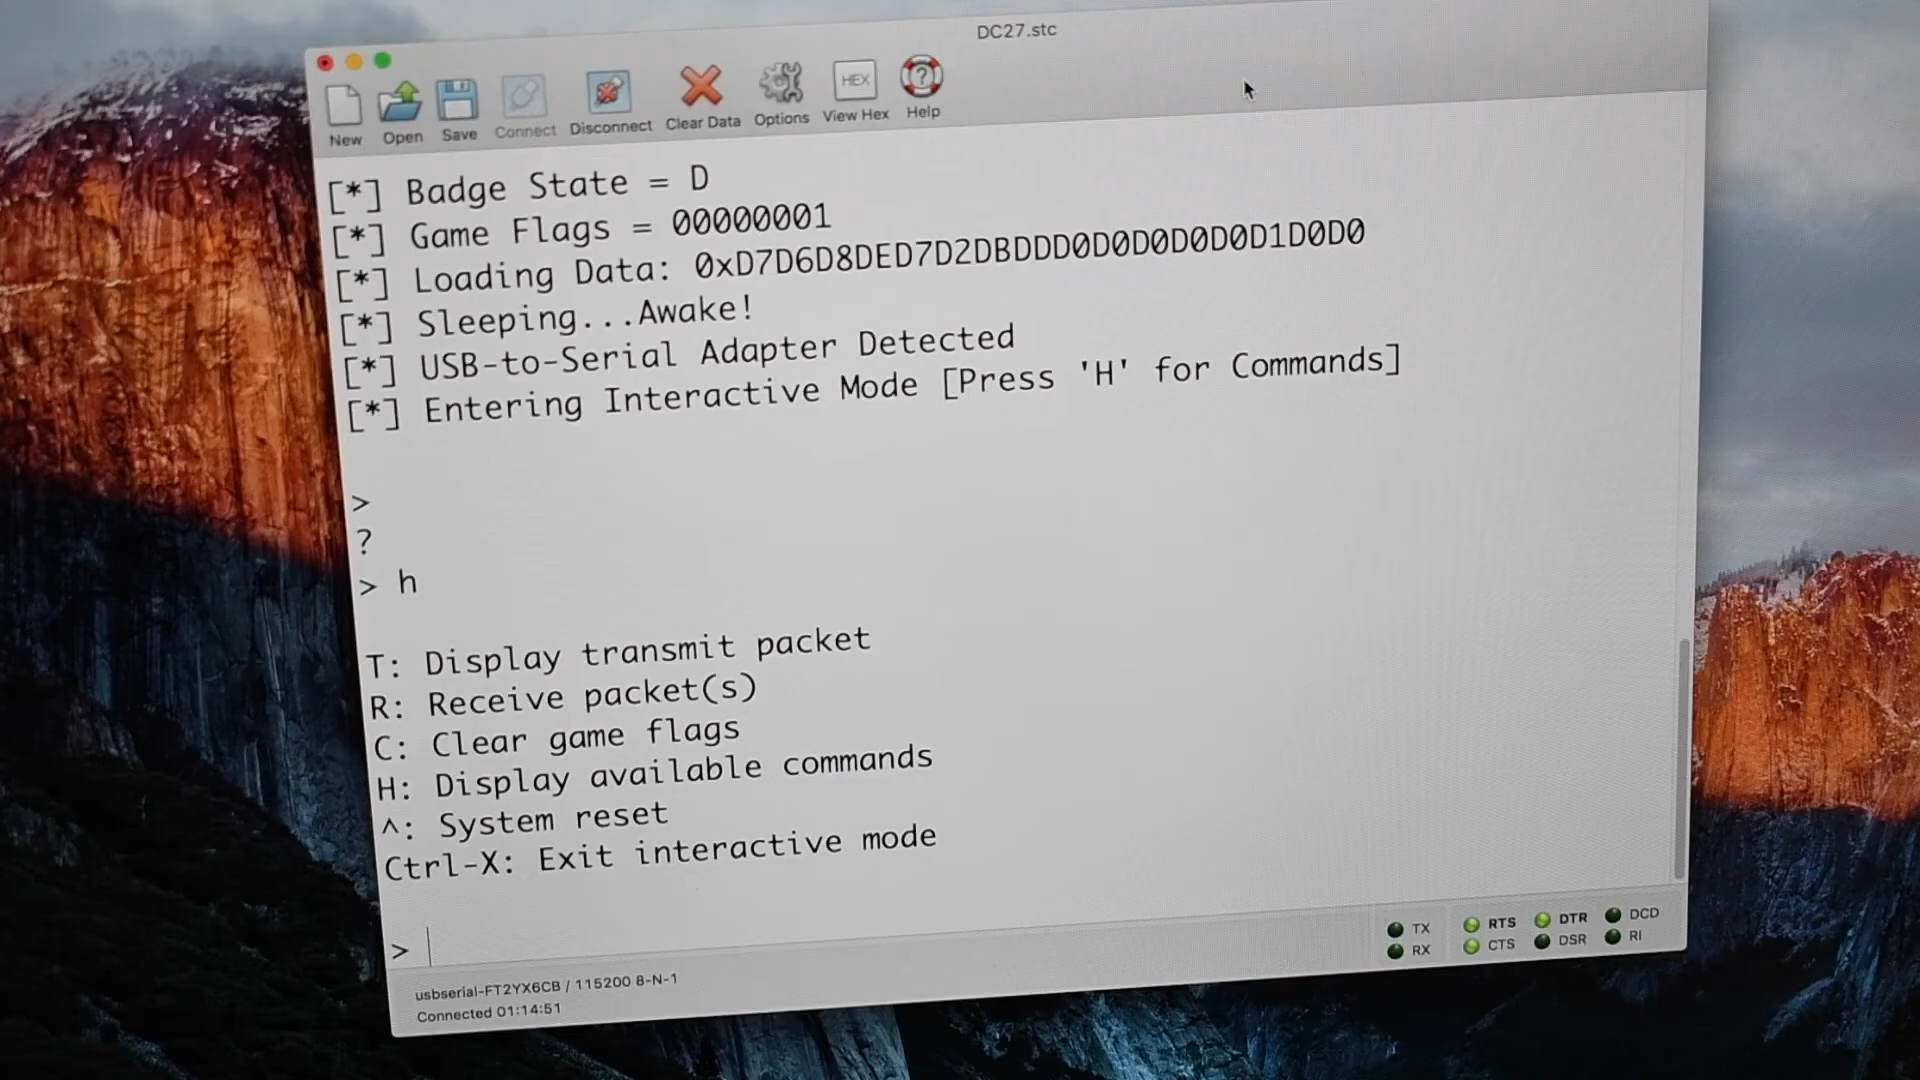 DC27.stc
New Open Save Connect Disconnect Clear Data Options View Hex Help
HEX
?
[*] Badge State = D
[*] Game Flags = 00000001
[*] Loading Data: 0xD7D6D8DED7D2DBDDD0D0D0D0D0D1D0D0
[*] Sleeping...Awake!
[*] USB-to-Serial Adapter Detected
[*] Entering Interactive Mode [Press 'H' for Commands]
>
?
> h
T: Display transmit packet
R: Receive packet(s)
C: Clear game flags
H: Display available commands
^: System reset
Ctrl-X: Exit interactive mode
>
usbserial-FT2YX6CB / 115200 8-N-1
Connected 01:14:51
TX RTS DTR DCD
RX CTS DSR RI